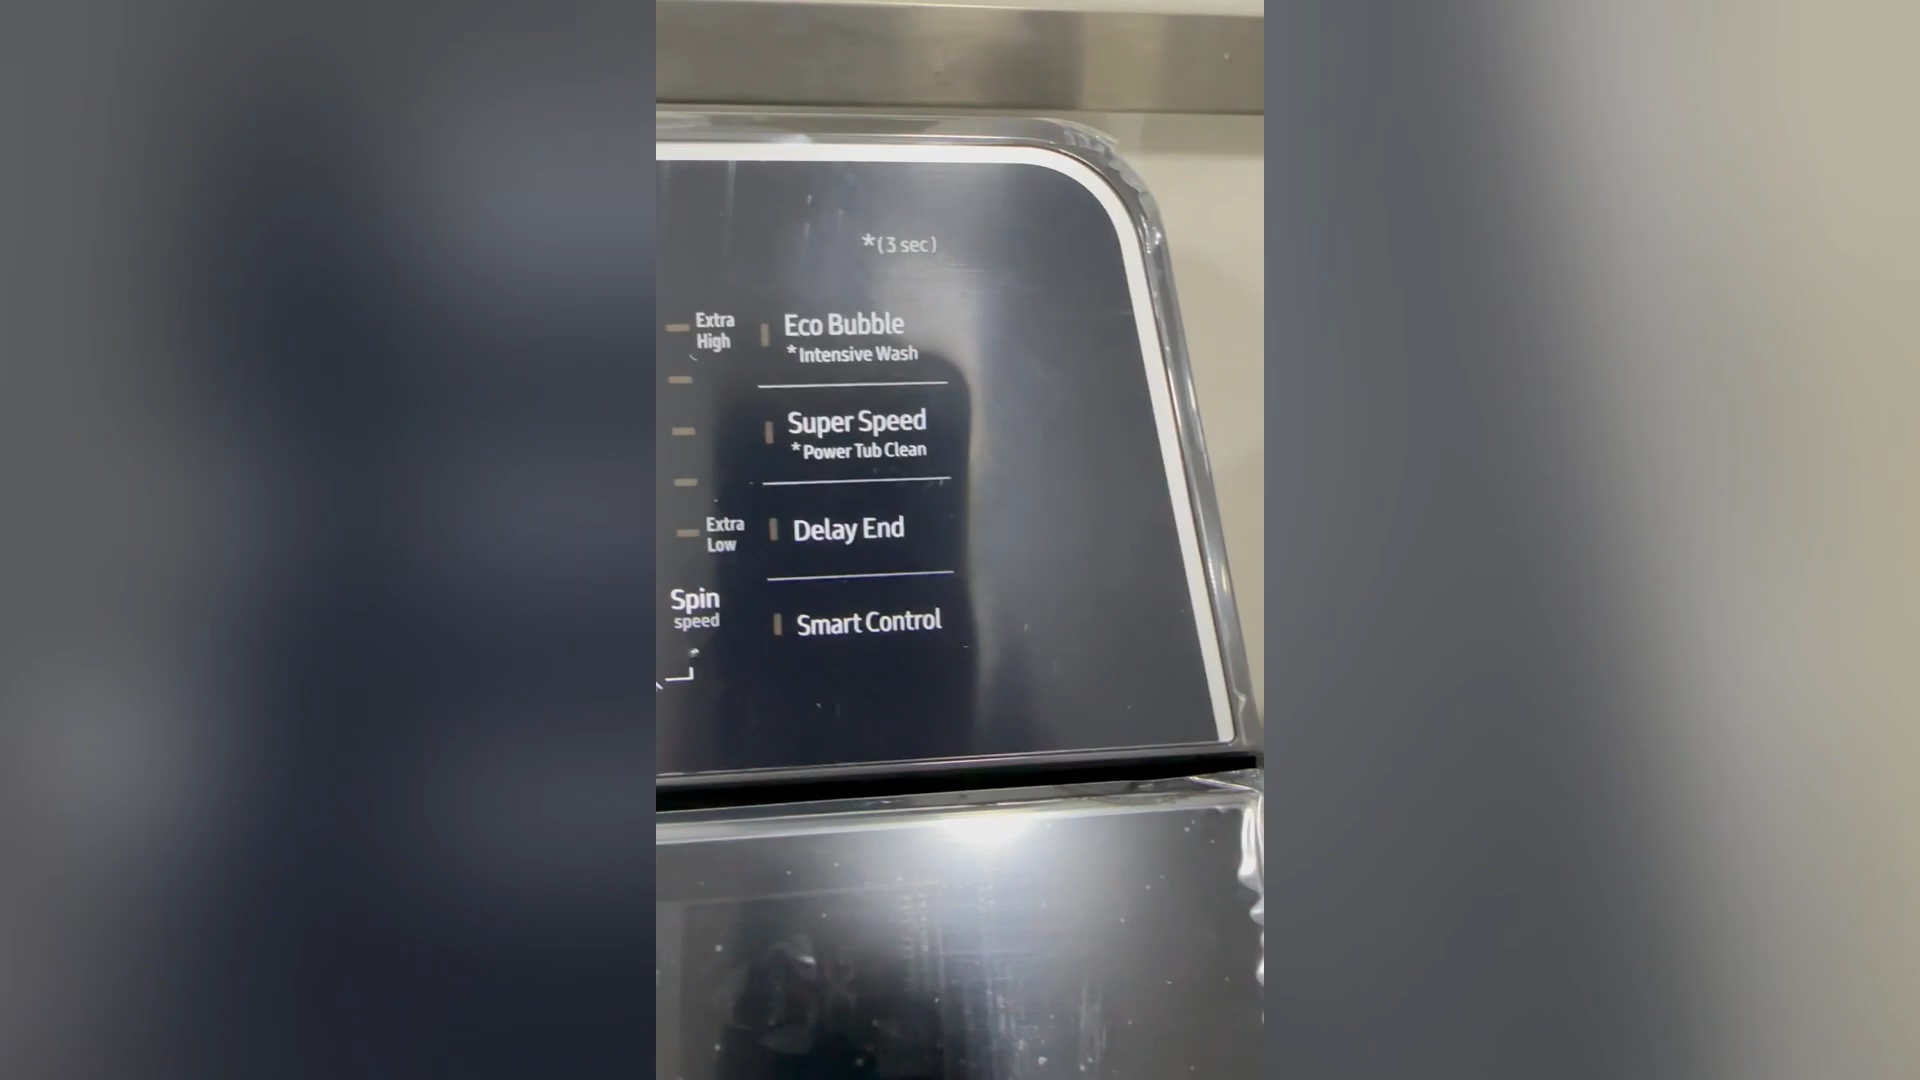 *(3 sec)
Extra
High
Eco Bubble
*Intensive Wash
Super Speed
*Power Tub Clean
Extra
Low
Delay End
Spin
speed
Smart Control